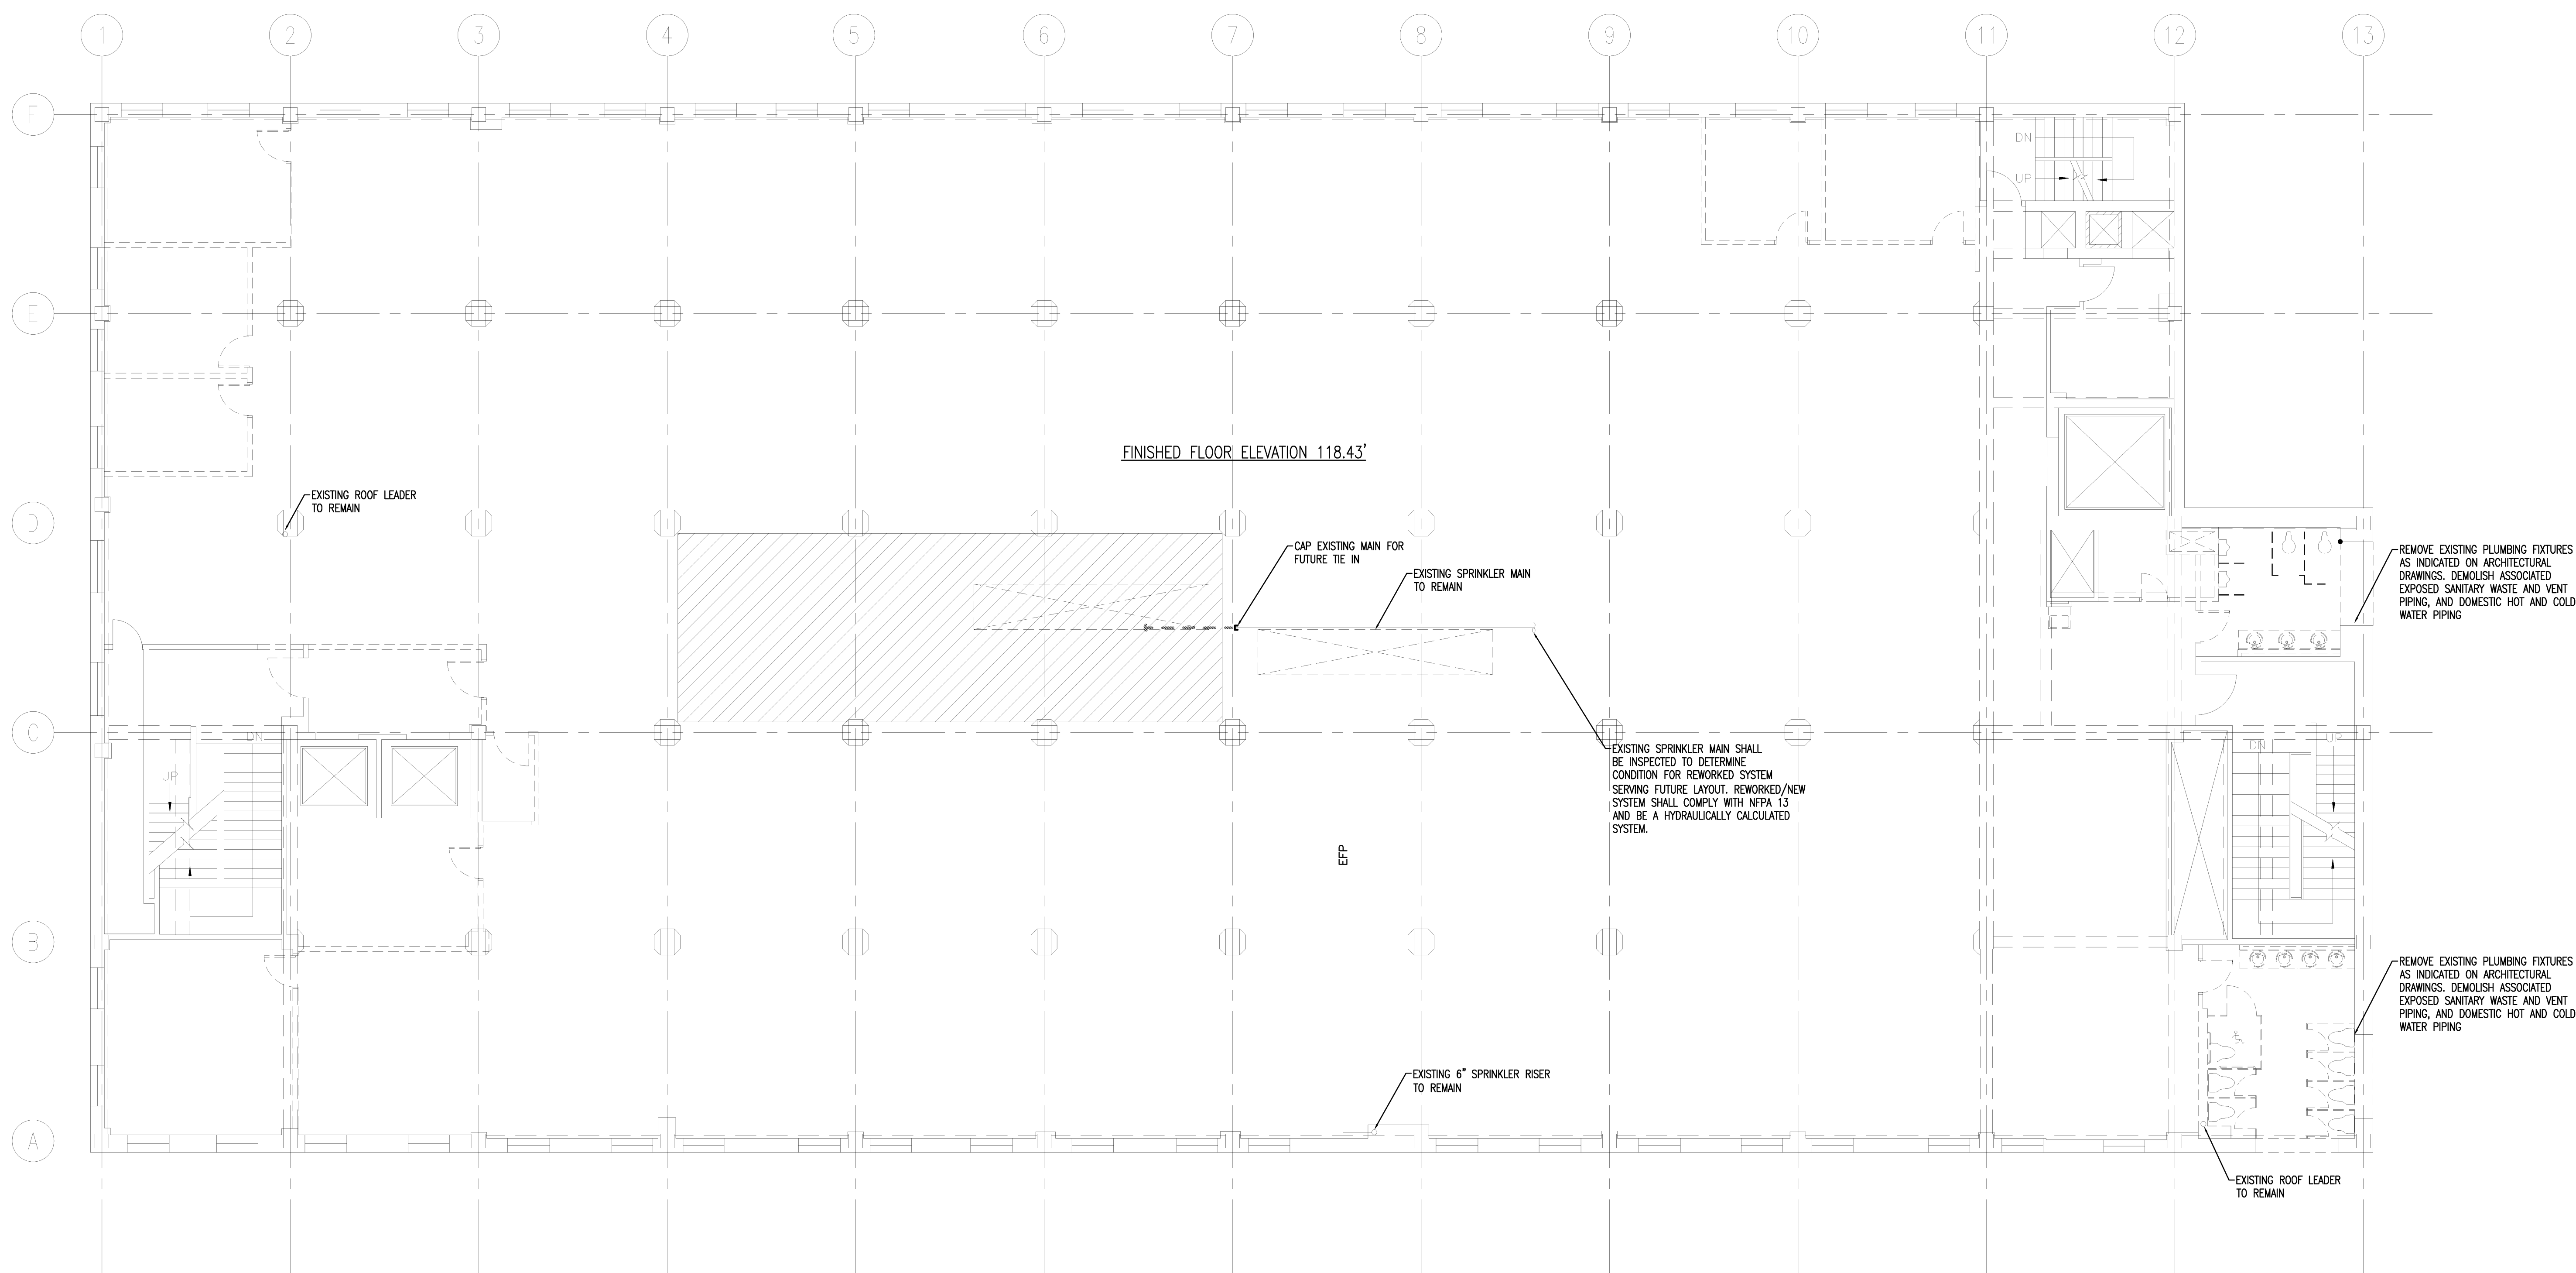 1 2 3 4 5 6 7 8 9 10 11 12 13
F
DN
UP
E
FINISHED FLOOR ELEVATION 118.43'
EXISTING ROOF LEADER
TO REMAIN
D
CAP EXISTING MAIN FOR
FUTURE TIE IN
EXISTING SPRINKLER MAIN
TO REMAIN
REMOVE EXISTING PLUMBING FIXTURES
AS INDICATED ON ARCHITECTURAL
DRAWINGS. DEMOLISH ASSOCIATED
EXPOSED SANITARY WASTE AND VENT
PIPING, AND DOMESTIC HOT AND COLD
WATER PIPING
C
DN
UP
EXISTING SPRINKLER MAIN SHALL
BE INSPECTED TO DETERMINE
CONDITION FOR REWORKED SYSTEM
SERVING FUTURE LAYOUT. REWORKED/NEW
SYSTEM SHALL COMPLY WITH NFPA 13
AND BE A HYDRAULICALLY CALCULATED
SYSTEM.
UP
DN
EFP
B
REMOVE EXISTING PLUMBING FIXTURES
AS INDICATED ON ARCHITECTURAL
DRAWINGS. DEMOLISH ASSOCIATED
EXPOSED SANITARY WASTE AND VENT
PIPING, AND DOMESTIC HOT AND COLD
WATER PIPING
EXISTING 6" SPRINKLER RISER
TO REMAIN
A
EXISTING ROOF LEADER
TO REMAIN